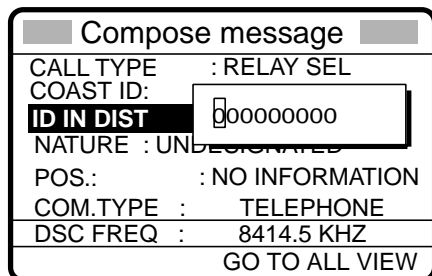 Compose message
CALL TYPE : RELAY SEL
COAST ID:
ID IN DIST 000000000
NATURE : UNDESIGNATED
POS.: : NO INFORMATION
COM.TYPE : TELEPHONE
DSC FREQ : 8414.5 KHZ
GO TO ALL VIEW